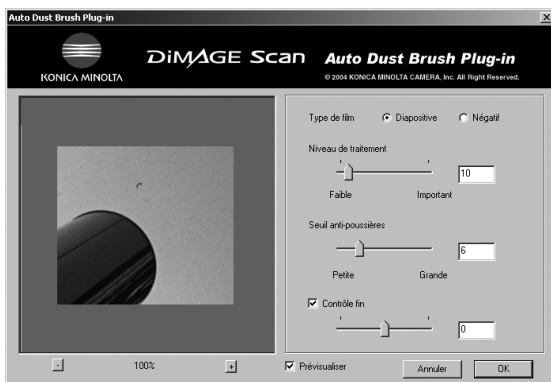 Auto Dust Brush Plug-in
KONICA MINOLTA
DiMAGE Scan Auto Dust Brush Plug-in
© 2004 KONICA MINOLTA CAMERA, Inc. All Right Reserved.
Type de film Diapositive Négatif
Niveau de traitement
10
Faible Important
Seuil anti-poussières
6
Petite Grande
Contrôle fin
0
- 100% +
Prévisualiser Annuler OK